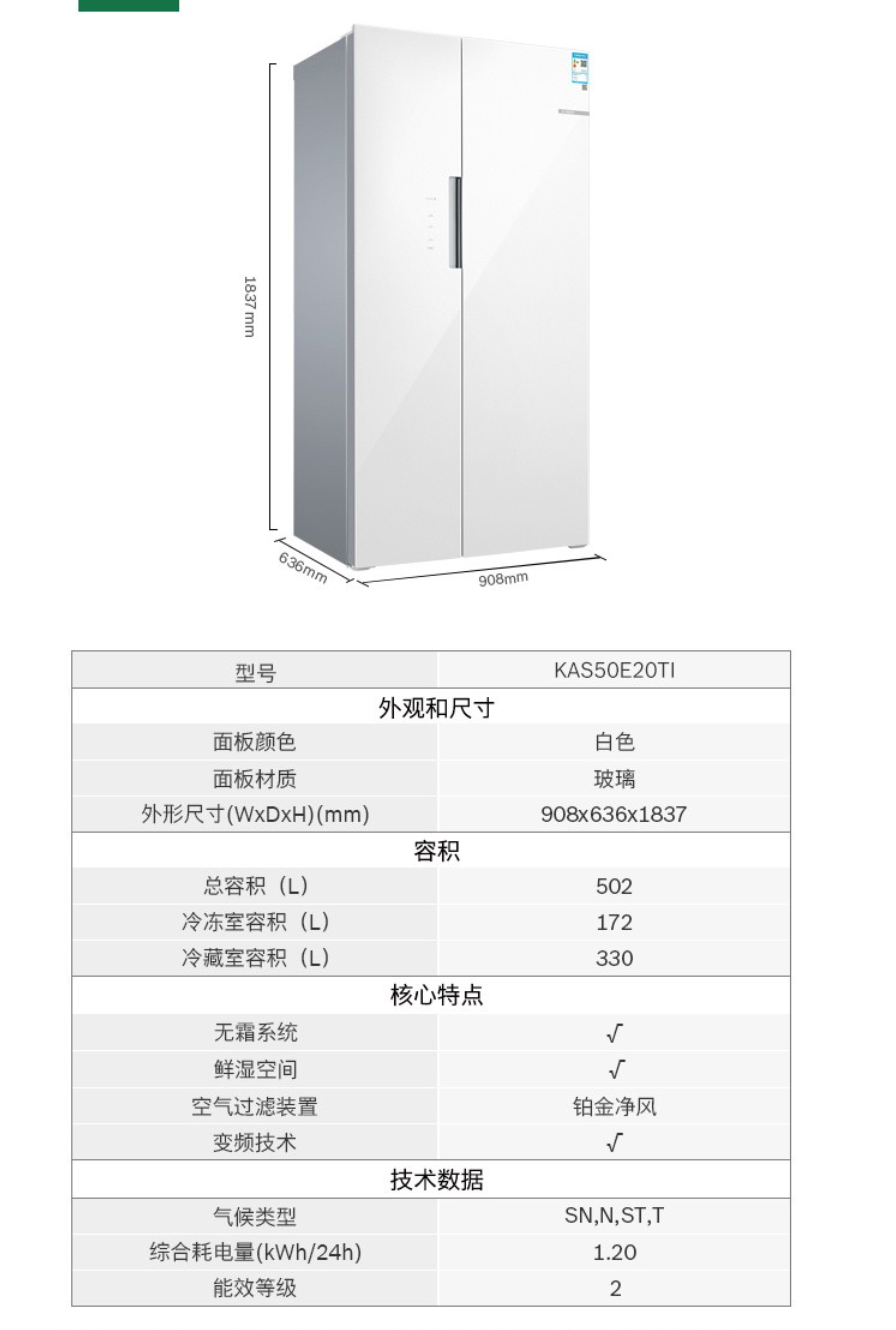 1837mm
636mm
908mm
型号 KAS50E20TI
外观和尺寸
面板颜色 白色
面板材质 玻璃
外形尺寸(WxDxH)(mm) 908x636x1837
容积
总容积（L） 502
冷冻室容积（L） 172
冷藏室容积（L） 330
核心特点
无霜系统 √
鲜湿空间 √
空气过滤装置 铂金净风
变频技术 √
技术数据
气候类型 SN,N,ST,T
综合耗电量(kWh/24h) 1.20
能效等级 2